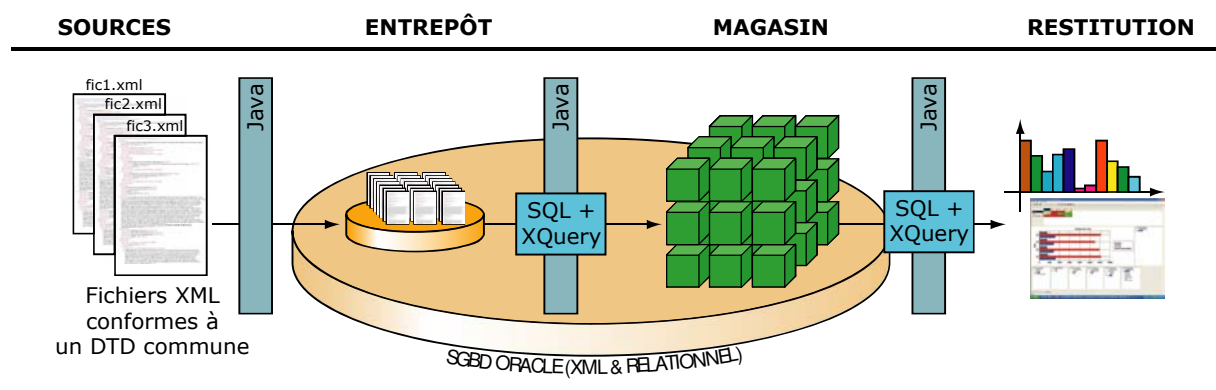 SOURCES
ENTREPÔT
MAGASIN
RESTITUTION
fic1.xml
fic2.xml
fic3.xml
Java
Java
Java
SQL +
XQuery
SQL +
XQuery
Fichiers XML
conformes à
un DTD commune
SGBD ORACLE (XML & RELATIONNEL)